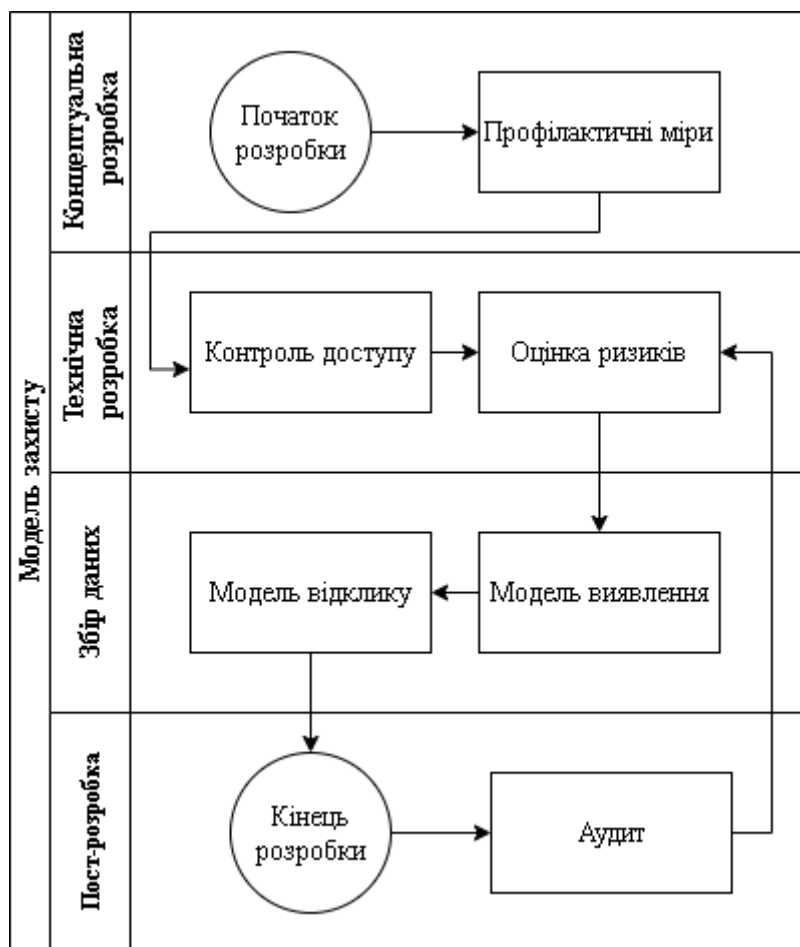 Модель захисту
Концептуальна
розробка
Початок
розробки
Профілактичні міри
Технічна
розробка
Контроль доступу
Оцінка ризиків
Збір даних
Модель відклику
Модель виявлення
Пост-розробка
Кінець
розробки
Аудит